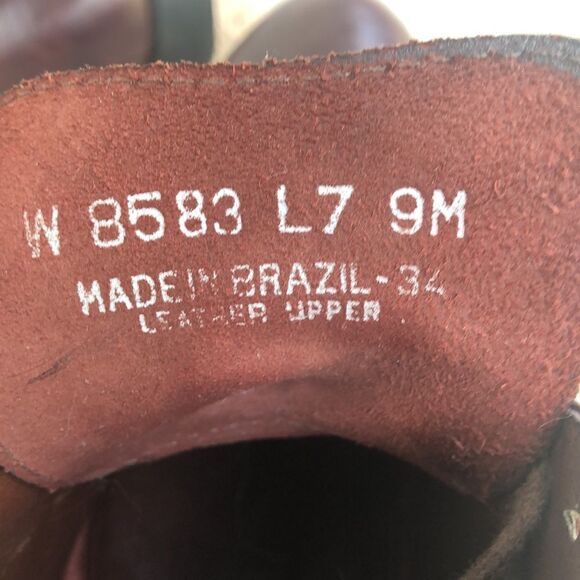 W 8583 L7 9M
MADE IN BRAZIL-34
LEATHER UPPER